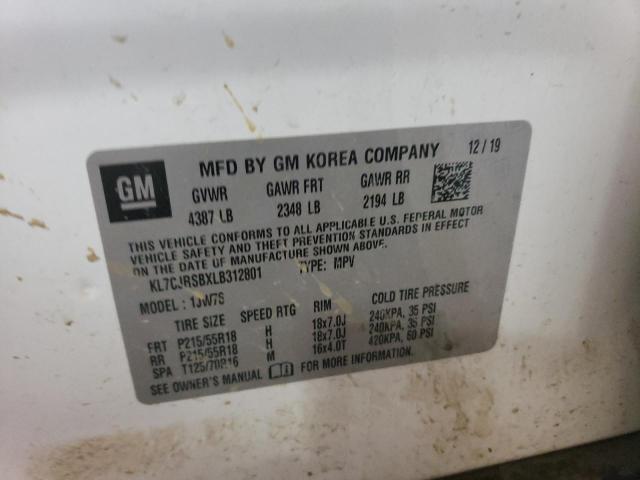 GM
MFD BY GM KOREA COMPANY 12/19
GVWR GAWR FRT GAWR RR
4387 LB 2348 LB 2194 LB
THIS VEHICLE CONFORMS TO ALL APPLICABLE U.S. FEDERAL MOTOR
VEHICLE SAFETY AND THEFT PREVENTION STANDARDS IN EFFECT
ON THE DATE OF MANUFACTURE SHOWN ABOVE.
KL7CJRSBXLB312801 TYPE: MPV
MODEL: 1JW76
TIRE SIZE SPEED RTG RIM COLD TIRE PRESSURE
FRT P215/55R18 H 18x7.0J 240KPA, 35 PSI
RR P215/55R18 H 18x7.0J 240KPA, 35 PSI
SPA T125/70R16 M 16x4.0T 420KPA, 60 PSI
SEE OWNER'S MANUAL FOR MORE INFORMATION.